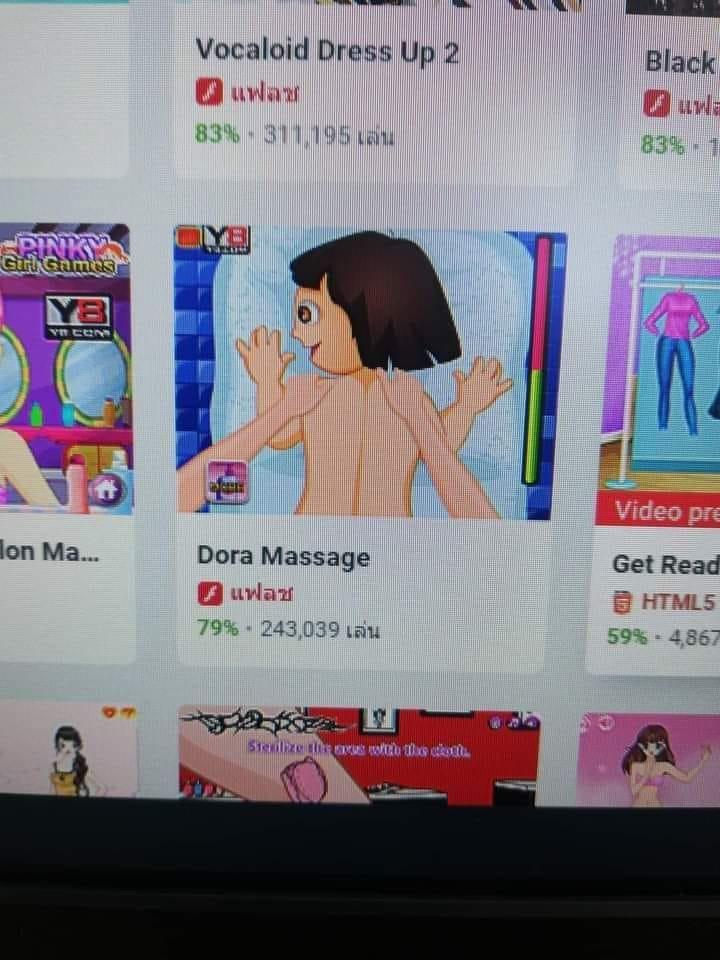 Vocaloid Dress Up 2
แฟลช
83% • 311,195 เล่น
Black
แฟล
83% • 1
PINKY
Girl Games
Y8
Y8.COM
Y8
lon Ma...
Dora Massage
แฟลช
79% • 243,039 เล่น
Video pre
Get Read
HTML5
59% • 4,867
Sterilize the area with the cloth.